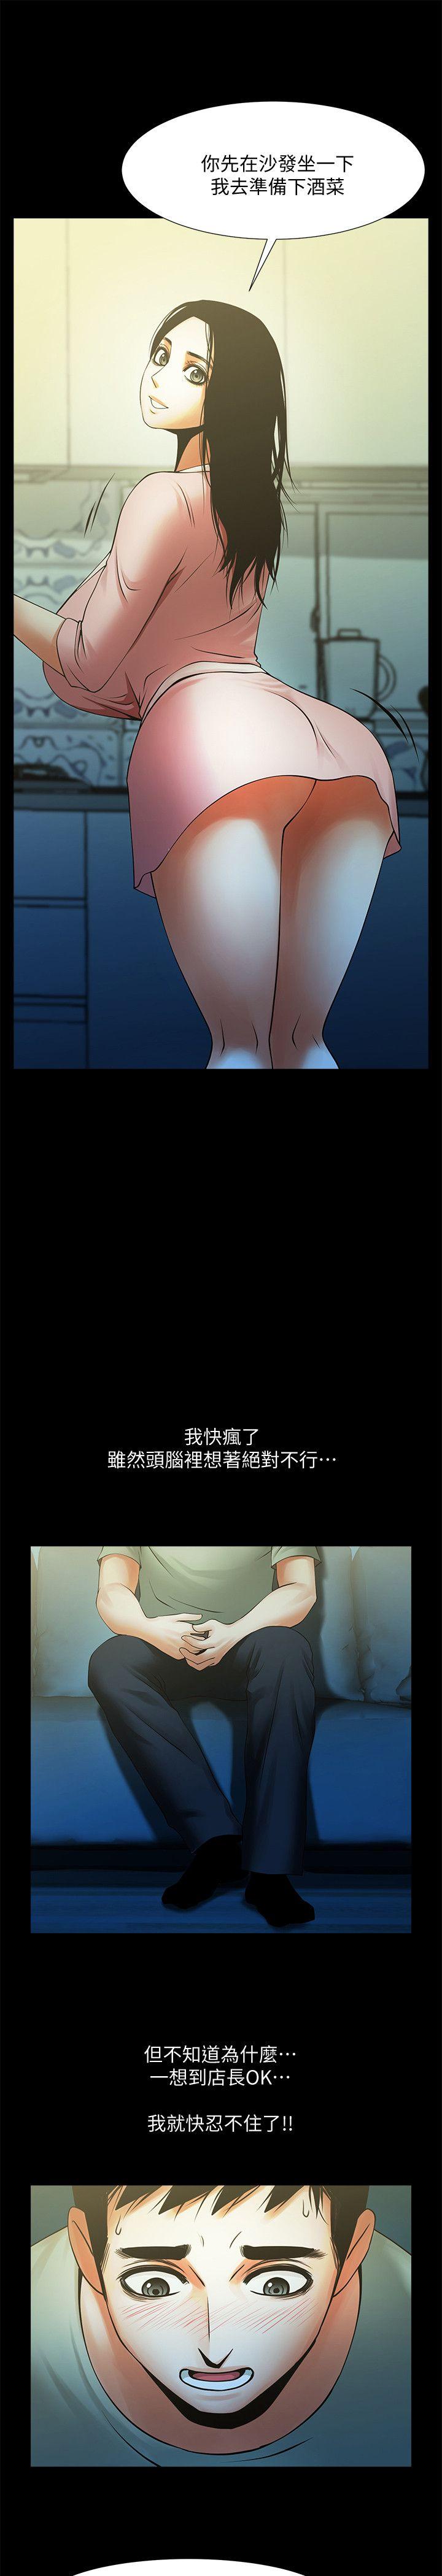 你先在沙發坐一下
我去準備下酒菜
我快瘋了
雖然頭腦裡想著絕對不行…
但不知道為什麼…
一想到店長OK…
我就快忍不住了!!